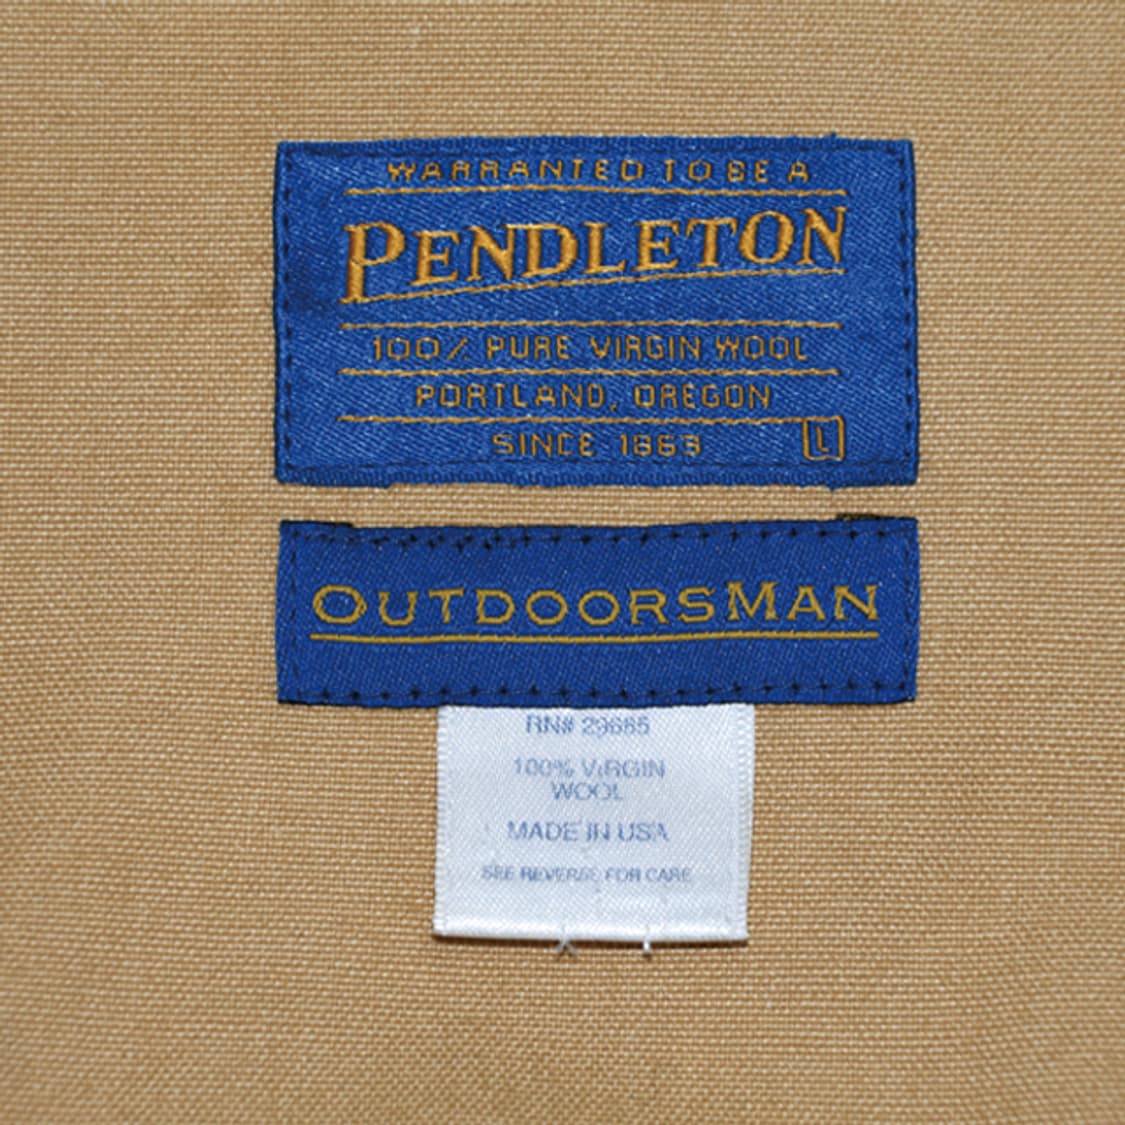 WARRANTED TO BE A
PENDLETON
100% PURE VIRGIN WOOL
PORTLAND, OREGON
SINCE 1863
L
OUTDOORSMAN
RN# 29685
100% VIRGIN
WOOL
MADE IN USA
SEE REVERSE FOR CARE